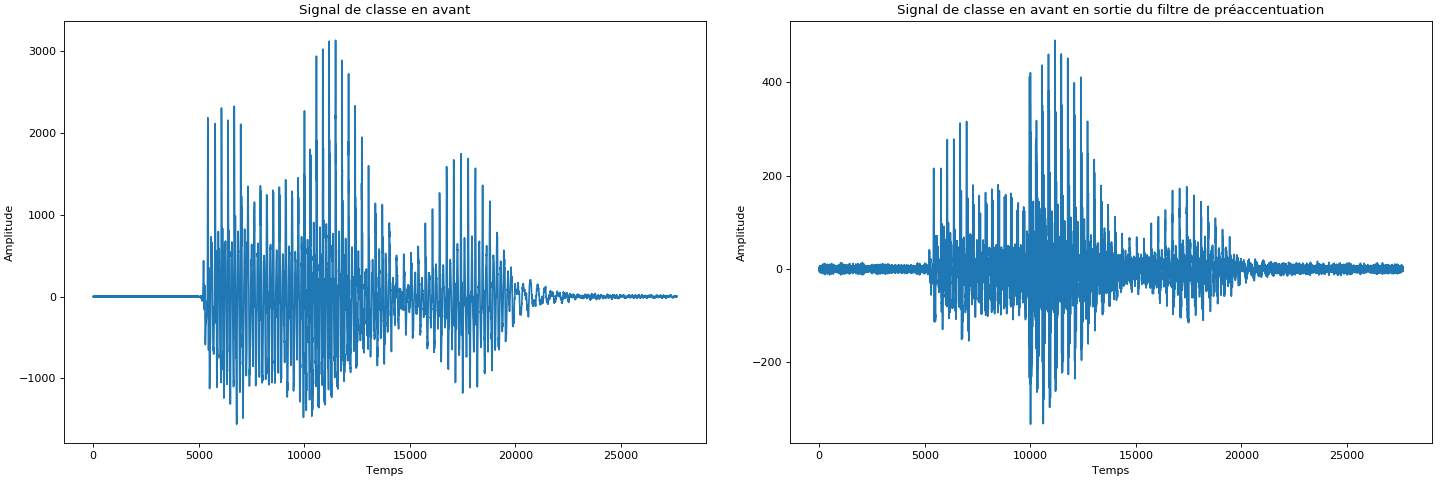 Signal de classe en avant
3000
2000
1000
0
−1000
Amplitude
0 5000 10000 15000 20000 25000
Temps
Signal de classe en avant en sortie du filtre de préaccentuation
400
200
0
−200
Amplitude
0 5000 10000 15000 20000 25000
Temps